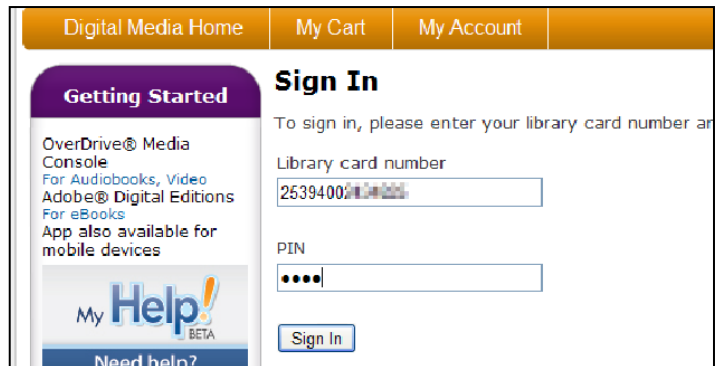 Digital Media Home My Cart My Account
Getting Started
OverDrive® Media
Console
For Audiobooks, Video
Adobe® Digital Editions
For eBooks
App also available for
mobile devices
My Help!
BETA
Need help?
Sign In
To sign in, please enter your library card number
Library card number
25394002
PIN
••••
Sign In